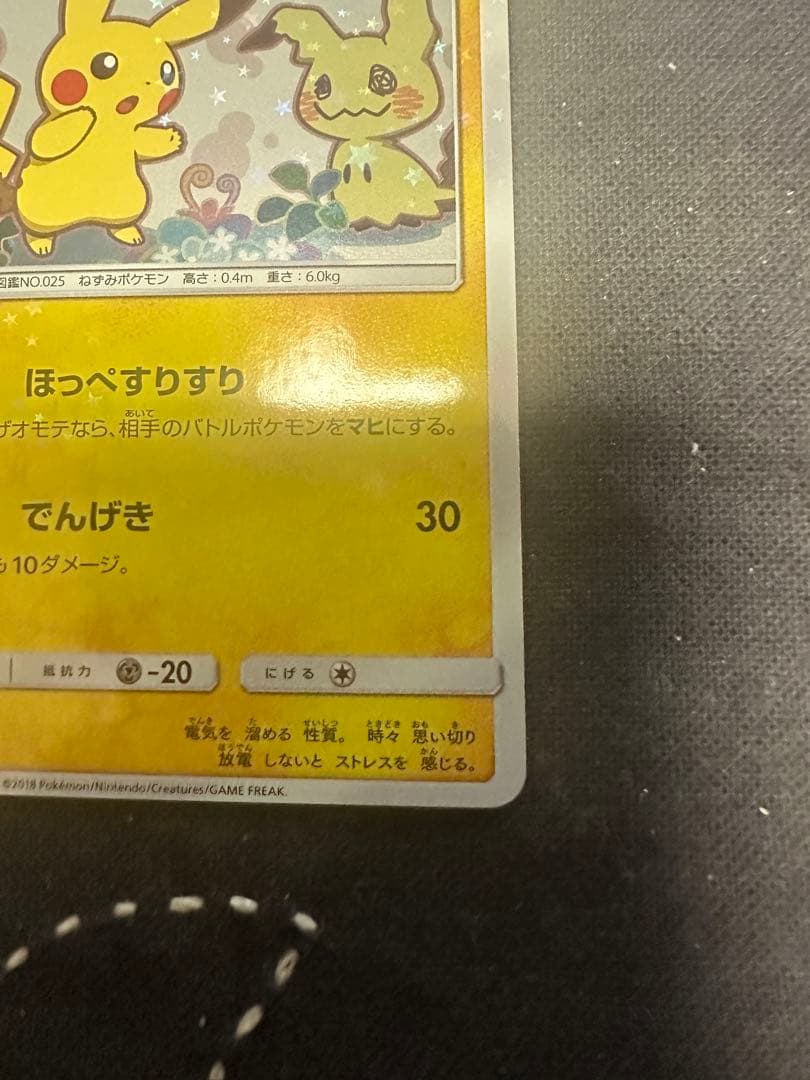 図鑑NO.025 ねずみポケモン 高さ：0.4m 重さ：6.0kg
ほっぺすりすり
オモテなら、相手のバトルポケモンをマヒにする。
でんげき 30
も10ダメージ。
抵抗力 -20 にげる
電気を 溜める 性質。 時々 思い切り
放電 しないと ストレスを 感じる。
©2018 Pokémon/Nintendo/Creatures/GAME FREAK.